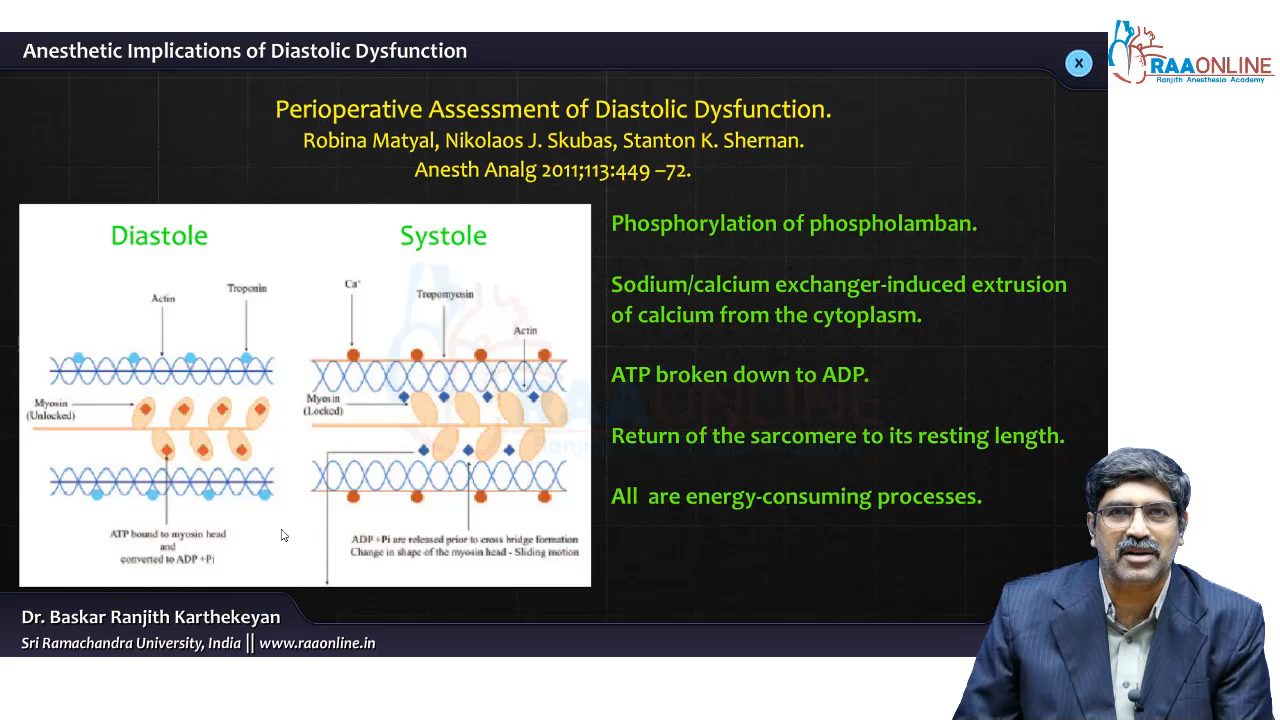 Anesthetic Implications of Diastolic Dysfunction
X
RAAONLINE
Ranjith Anesthesia Academy
Perioperative Assessment of Diastolic Dysfunction.
Robina Matyal, Nikolaos J. Skubas, Stanton K. Shernan.
Anesth Analg 2011;113:449 –72.
Diastole
Systole
Actin
Troponin
Ca⁺
Tropomyosin
Actin
Myosin
(Unlocked)
Myosin
(Locked)
ATP bound to myosin head
and
converted to ADP +Pi
ADP +Pi are released prior to cross bridge formation
Change in shape of the myosin head - Sliding motion
Phosphorylation of phospholamban.
Sodium/calcium exchanger-induced extrusion
of calcium from the cytoplasm.
ATP broken down to ADP.
Return of the sarcomere to its resting length.
All are energy-consuming processes.
Dr. Baskar Ranjith Karthekeyan
Sri Ramachandra University, India || www.raaonline.in